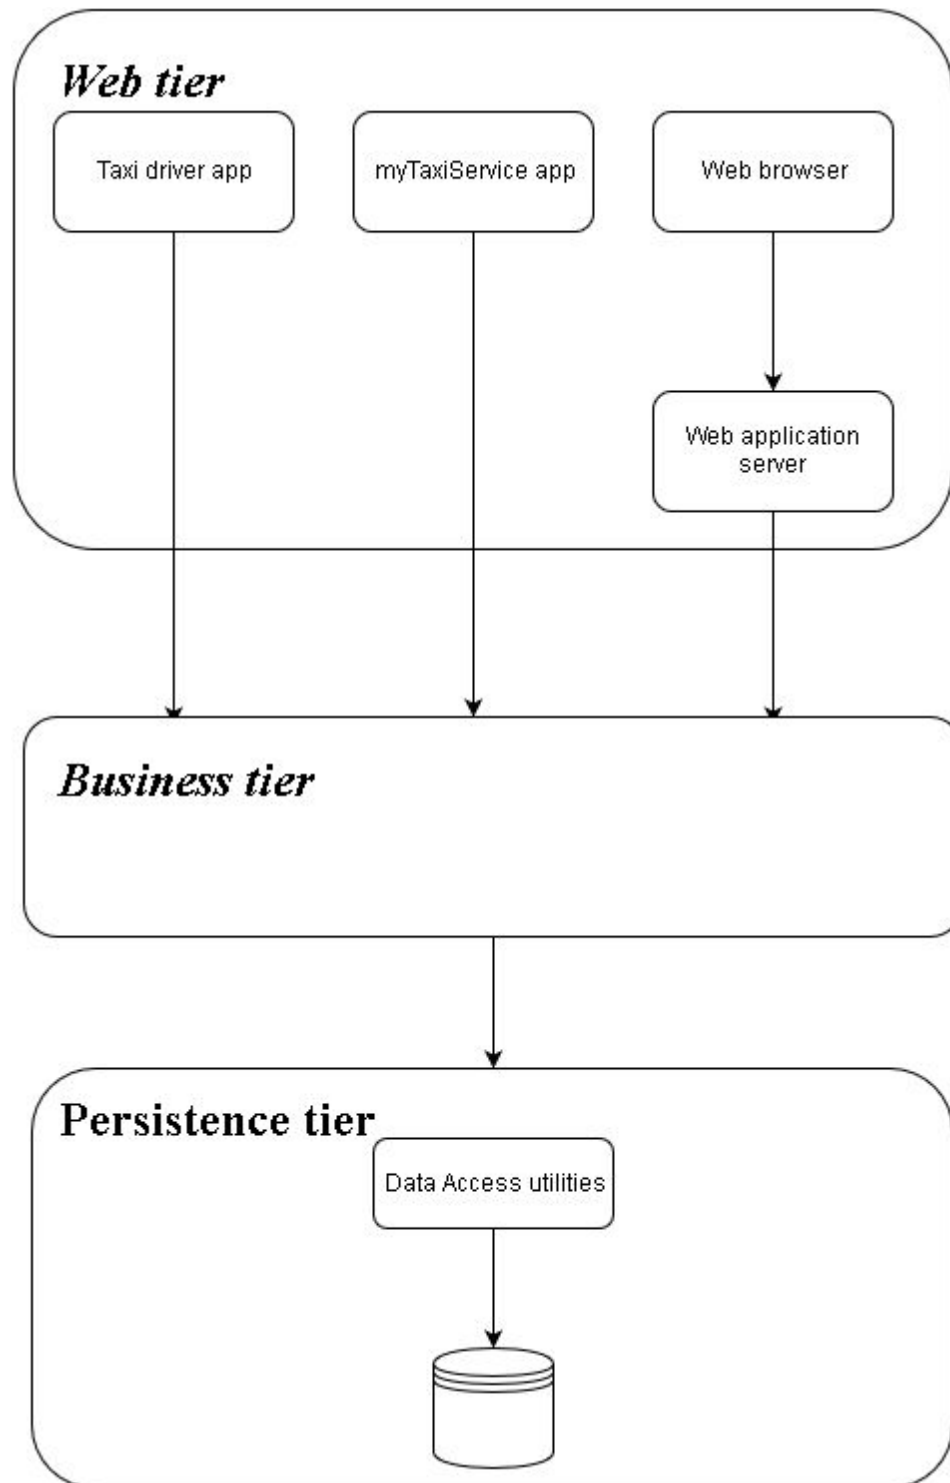 Web tier
Taxi driver app
myTaxiService app
Web browser
Web application
server
Business tier
Persistence tier
Data Access utilities